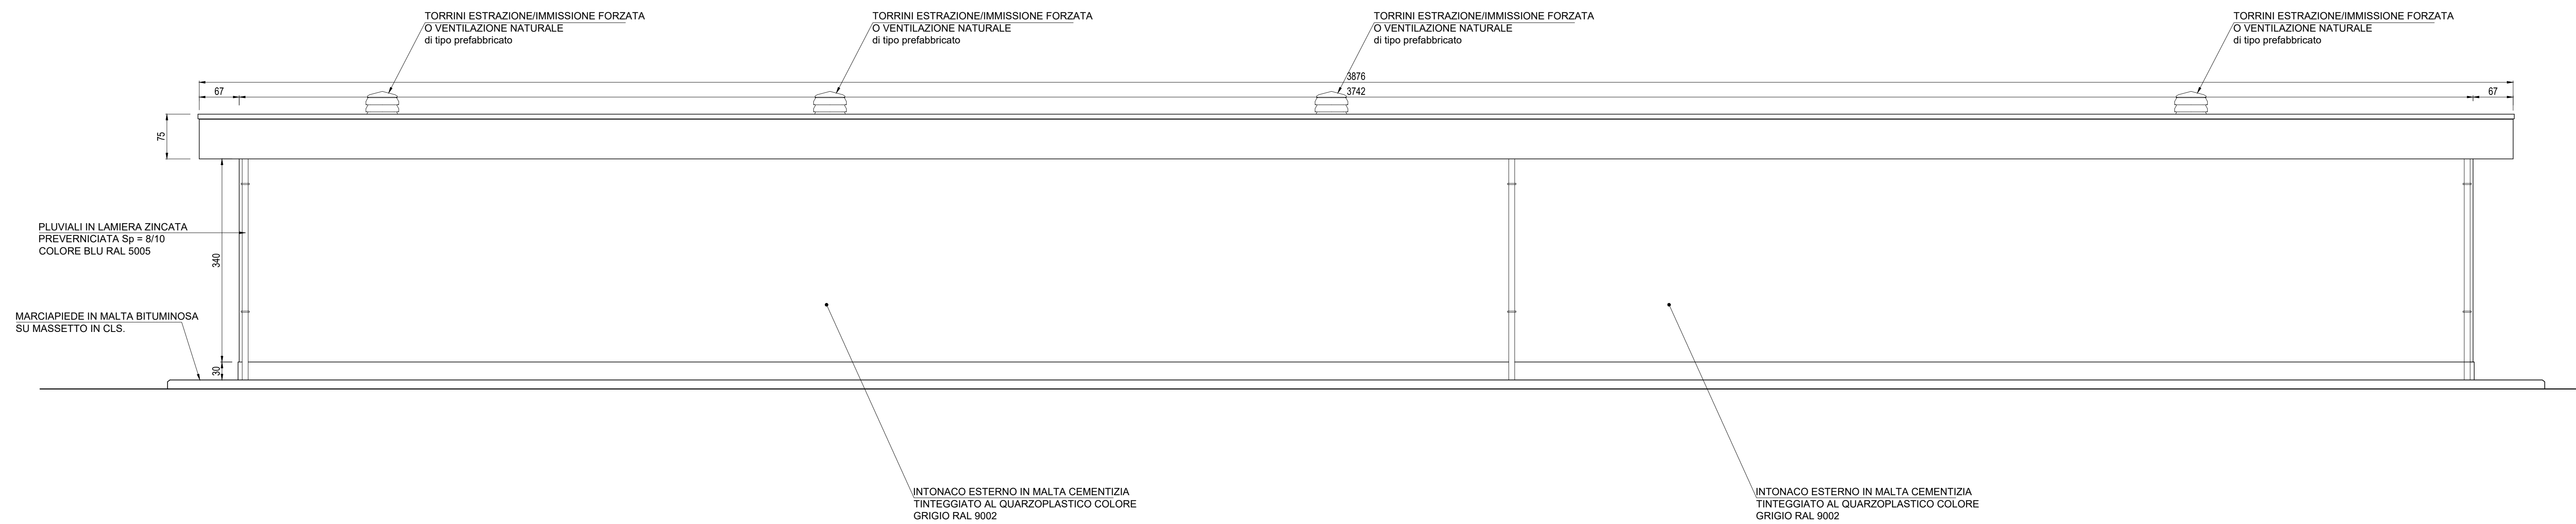 TORRINI ESTRAZIONE/IMMISSIONE FORZATA
O VENTILAZIONE NATURALE
di tipo prefabbricato
TORRINI ESTRAZIONE/IMMISSIONE FORZATA
O VENTILAZIONE NATURALE
di tipo prefabbricato
TORRINI ESTRAZIONE/IMMISSIONE FORZATA
O VENTILAZIONE NATURALE
di tipo prefabbricato
TORRINI ESTRAZIONE/IMMISSIONE FORZATA
O VENTILAZIONE NATURALE
di tipo prefabbricato
3876
67
3742
67
75
PLUVIALI IN LAMIERA ZINCATA
PREVERNICIATA Sp = 8/10
COLORE BLU RAL 5005
340
MARCIAPIEDE IN MALTA BITUMINOSA
SU MASSETTO IN CLS.
30
INTONACO ESTERNO IN MALTA CEMENTIZIA
TINTEGGIATO AL QUARZOPLASTICO COLORE
GRIGIO RAL 9002
INTONACO ESTERNO IN MALTA CEMENTIZIA
TINTEGGIATO AL QUARZOPLASTICO COLORE
GRIGIO RAL 9002